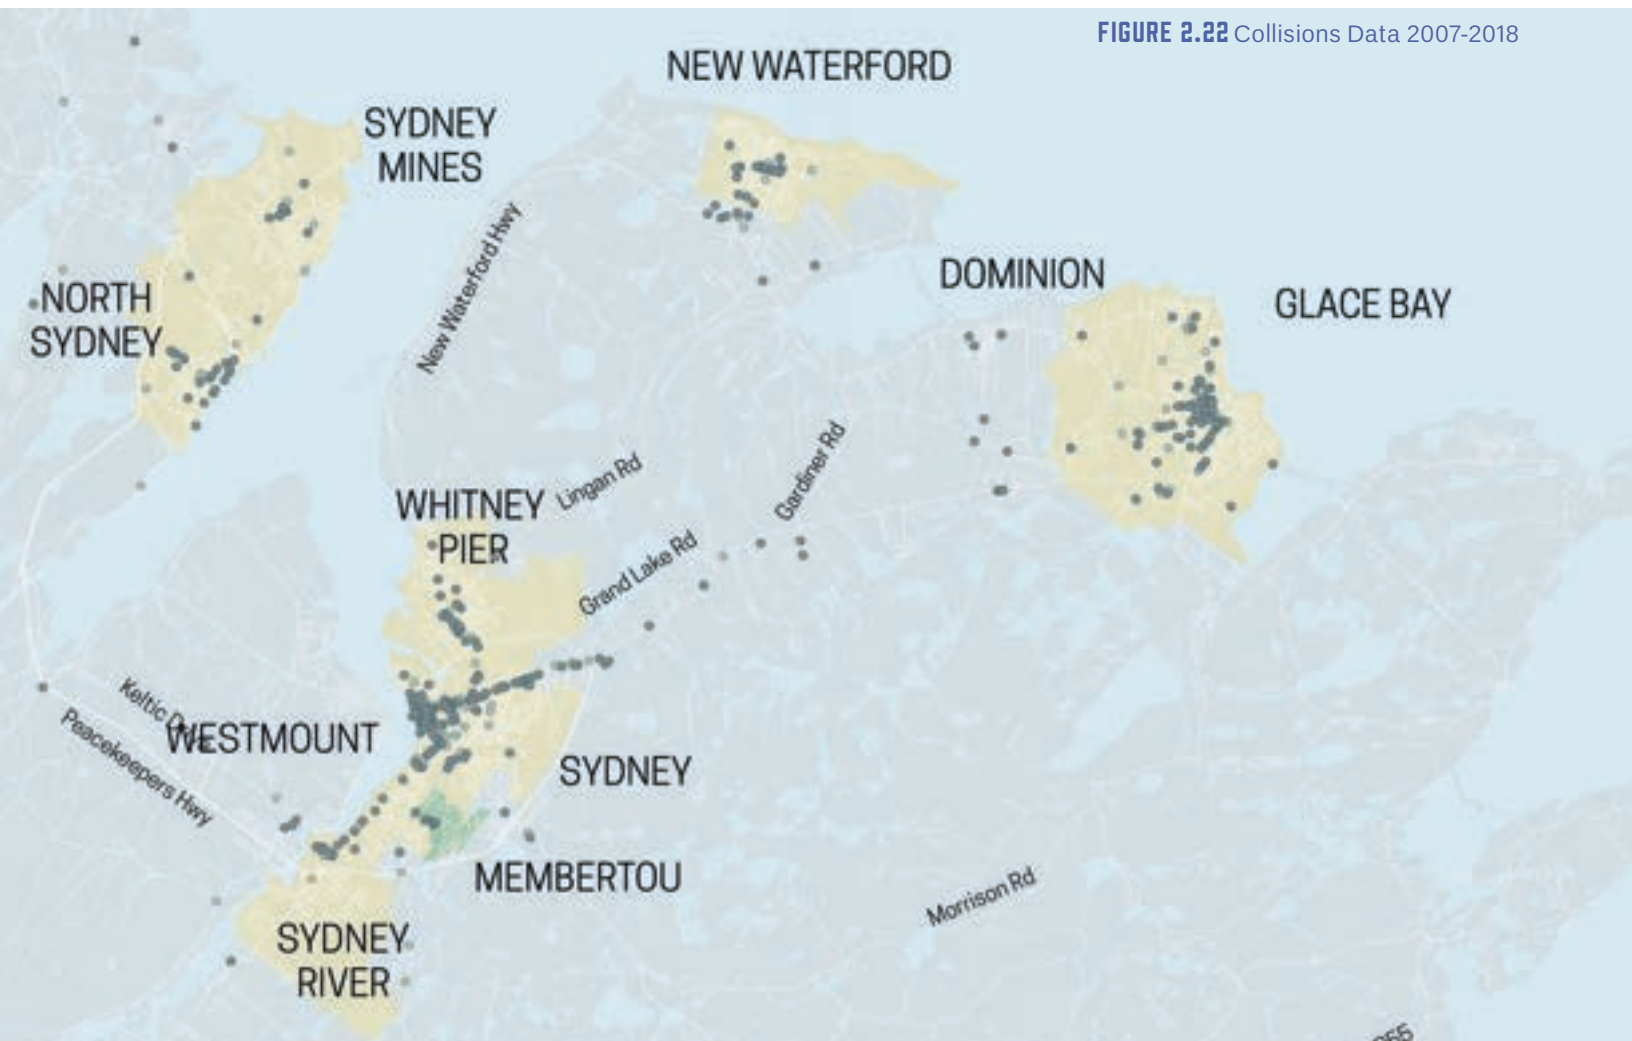 FIGURE 2.22 Collisions Data 2007-2018
NEW WATERFORD
SYDNEY
MINES
New Waterford Hwy
DOMINION
GLACE BAY
NORTH
SYDNEY
Gardiner Rd
Lingan Rd
WHITNEY
PIER
Grand Lake Rd
Keltic
WESTMOUNT
Peacekeepers Hwy
SYDNEY
MEMBERTOU
Morrison Rd
SYDNEY
RIVER